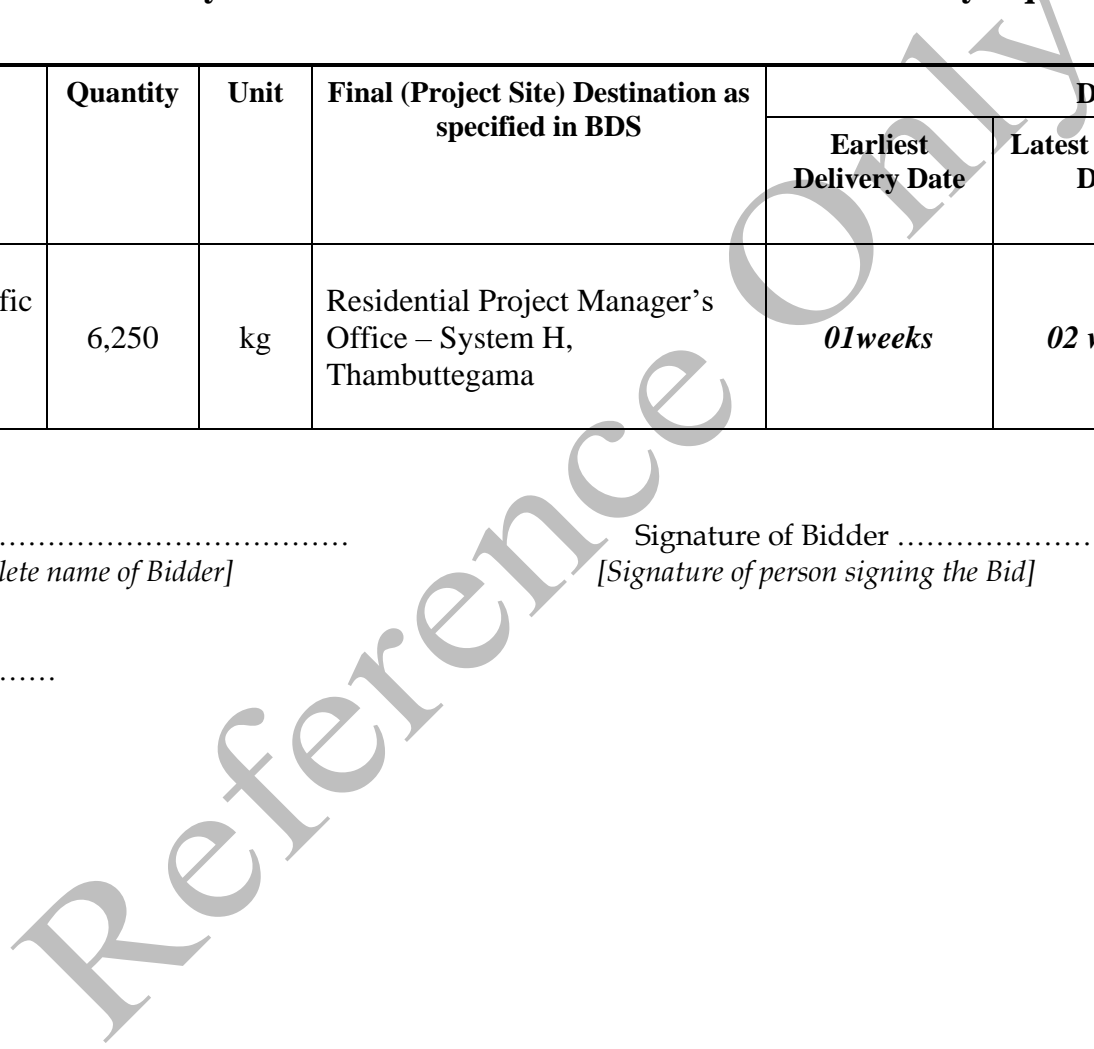 Quantity Unit Final (Project Site) Destination as specified in BDS
Earliest Delivery Date Latest
fic 6,250 kg Residential Project Manager’s
Office – System H,
Thambuttegama
01weeks 02
………………………………… Signature of Bidder …………………
lete name of Bidder] [Signature of person signing the Bid]
……
Reference Only